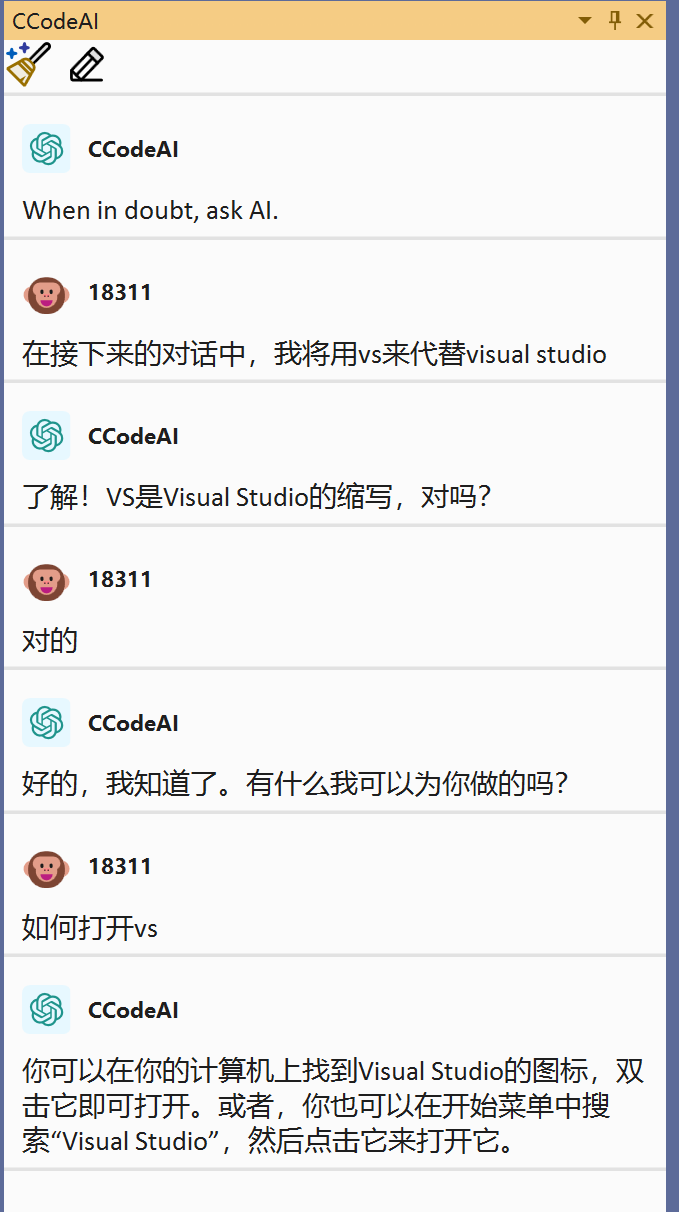 CCodeAI
CCodeAI
When in doubt, ask AI.
18311
在接下来的对话中，我将用vs来代替visual studio
CCodeAI
了解！VS是Visual Studio的缩写，对吗？
18311
对的
CCodeAI
好的，我知道了。有什么我可以为你做的吗？
18311
如何打开vs
CCodeAI
你可以在你的计算机上找到Visual Studio的图标，双
击它即可打开。或者，你也可以在开始菜单中搜
索“Visual Studio”，然后点击它来打开它。